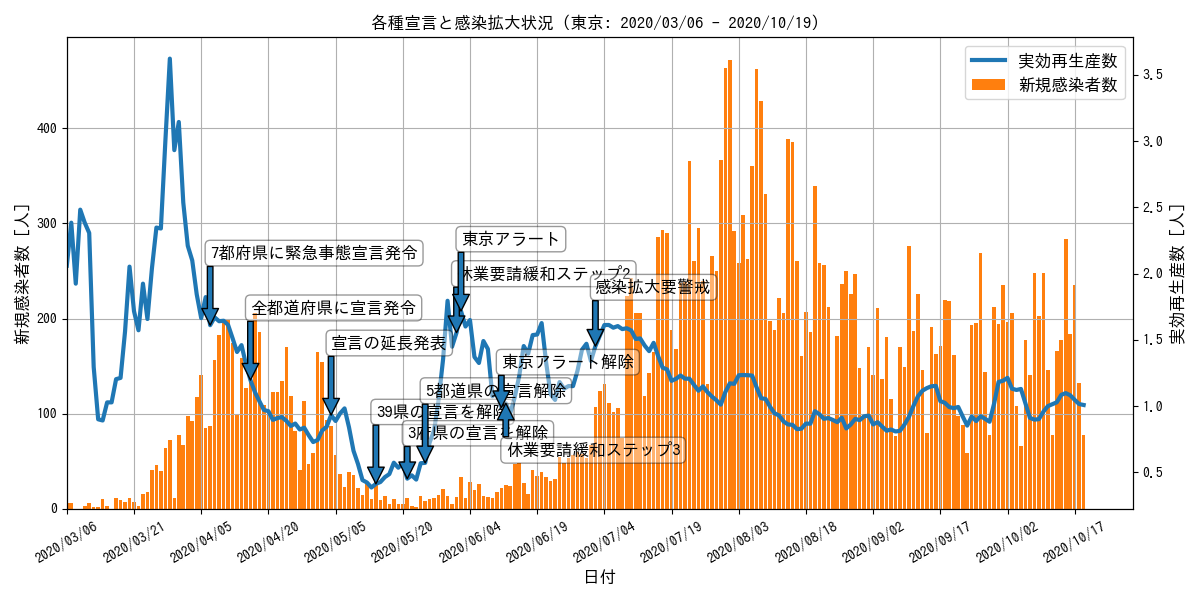 各種宣言と感染拡大状況 (東京: 2020/03/06 - 2020/10/19)
実効再生産数
新規感染者数
新規感染者数 [人]
400
300
200
100
0
3.5
3.0
2.5
2.0
1.5
1.0
0.5
実効再生産数 [人]
東京アラート
7都府県に緊急事態宣言発令
休業要請緩和ステップ2
感染拡大要警戒
全都道府県に宣言発令
宣言の延長発表
東京アラート解除
5都道県の宣言解除
39県の宣言を解除
3府県の宣言を解除
休業要請緩和ステップ3
2020/03/06
2020/03/21
2020/04/05
2020/04/20
2020/05/05
2020/05/20
2020/06/04
2020/06/19
2020/07/04
2020/07/19
2020/08/03
2020/08/18
2020/09/02
2020/09/17
2020/10/02
2020/10/17
日付